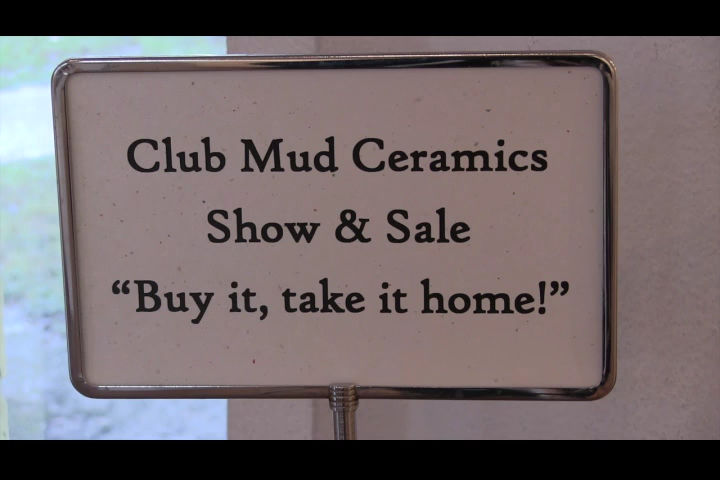 Club Mud Ceramics
Show & Sale
“Buy it, take it home!”